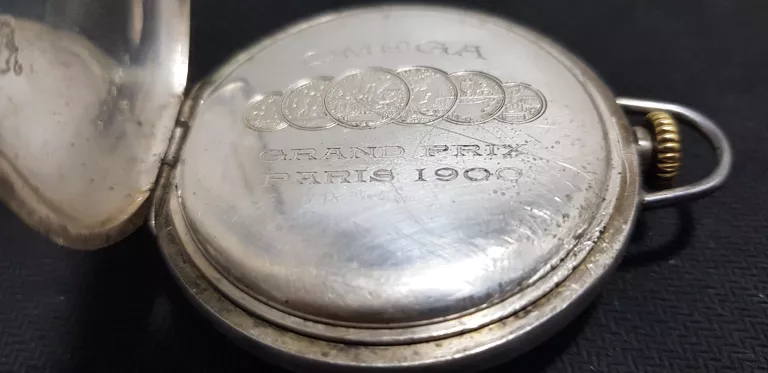 OMEGA
GRAND PRIX
PARIS 1900